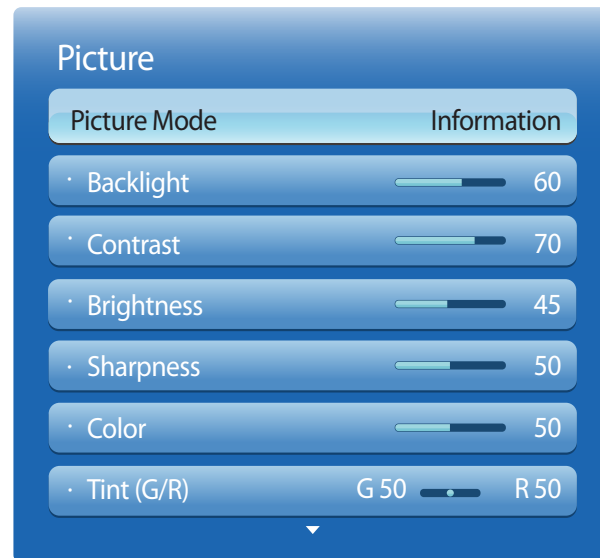 Picture
Picture Mode Information
· Backlight 60
· Contrast 70
· Brightness 45
· Sharpness 50
· Color 50
· Tint (G/R) G 50 R 50